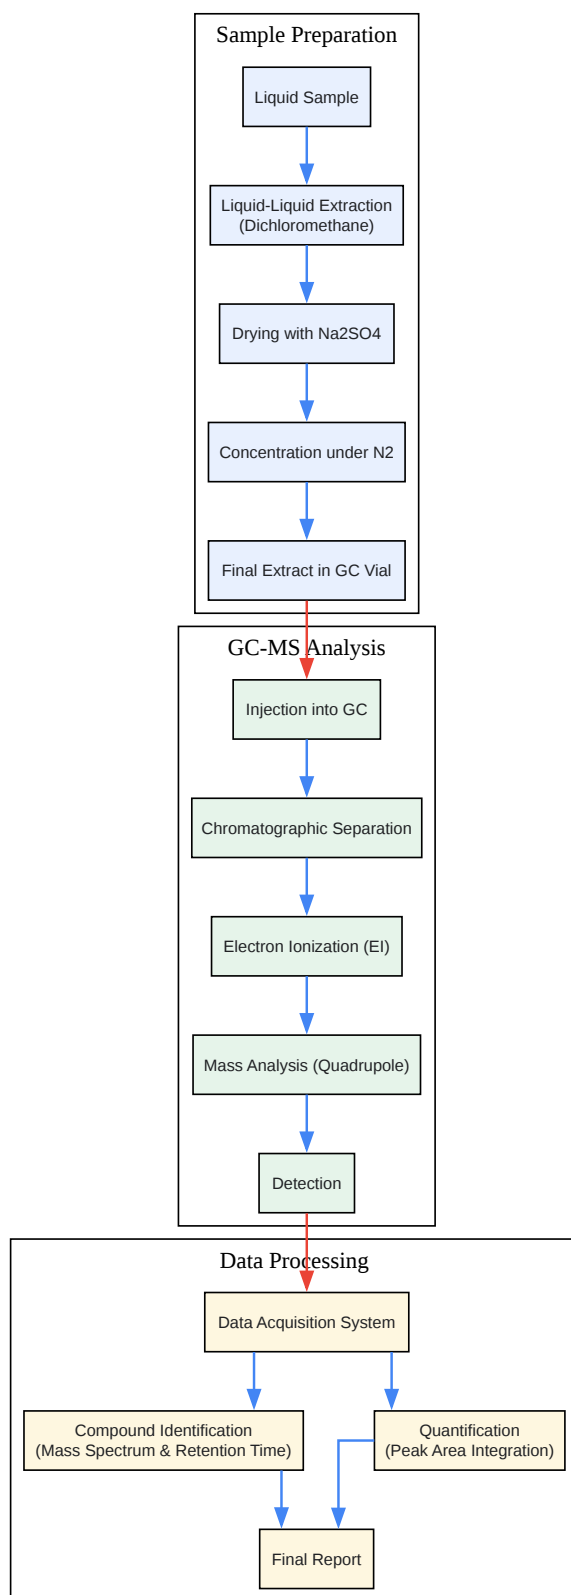 Sample Preparation
Liquid Sample
Liquid-Liquid Extraction
(Dichloromethane)
Drying with Na2SO4
Concentration under N2
Final Extract in GC Vial
GC-MS Analysis
Injection into GC
Chromatographic Separation
Electron Ionization (EI)
Mass Analysis (Quadrupole)
Detection
Data Processing
Data Acquisition System
Compound Identification
(Mass Spectrum & Retention Time)
Quantification
(Peak Area Integration)
Final Report